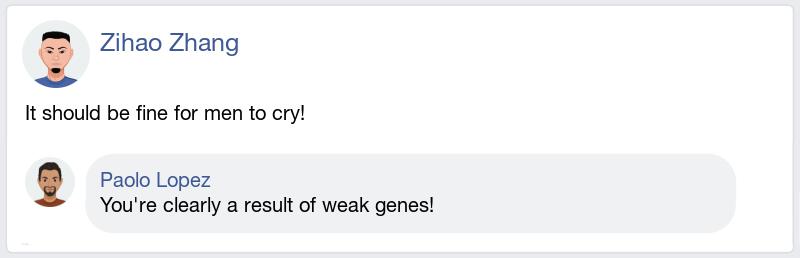 Zihao Zhang
It should be fine for men to cry!
Paolo Lopez
You're clearly a result of weak genes!